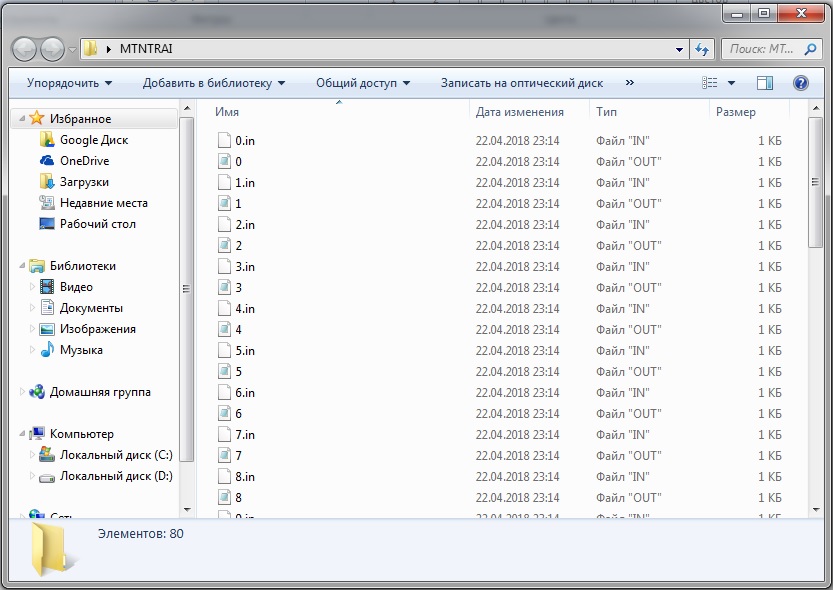 MTNTRAI
Поиск: MT...
Упорядочить Добавить в библиотеку Общий доступ Записать на оптический диск »
Имя Дата изменения Тип Размер
Избранное
Google Диск
OneDrive
Загрузки
Недавние места
Рабочий стол
Библиотеки
Видео
Документы
Изображения
Музыка
Домашняя группа
Компьютер
Локальный диск (C:)
Локальный диск (D:)
Сеть
0.in 22.04.2018 23:14 Файл "IN" 1 КБ
0 22.04.2018 23:14 Файл "OUT" 1 КБ
1.in 22.04.2018 23:14 Файл "IN" 1 КБ
1 22.04.2018 23:14 Файл "OUT" 1 КБ
2.in 22.04.2018 23:14 Файл "IN" 1 КБ
2 22.04.2018 23:14 Файл "OUT" 1 КБ
3.in 22.04.2018 23:14 Файл "IN" 1 КБ
3 22.04.2018 23:14 Файл "OUT" 1 КБ
4.in 22.04.2018 23:14 Файл "IN" 1 КБ
4 22.04.2018 23:14 Файл "OUT" 1 КБ
5.in 22.04.2018 23:14 Файл "IN" 1 КБ
5 22.04.2018 23:14 Файл "OUT" 1 КБ
6.in 22.04.2018 23:14 Файл "IN" 1 КБ
6 22.04.2018 23:14 Файл "OUT" 1 КБ
7.in 22.04.2018 23:14 Файл "IN" 1 КБ
7 22.04.2018 23:14 Файл "OUT" 1 КБ
8.in 22.04.2018 23:14 Файл "IN" 1 КБ
8 22.04.2018 23:14 Файл "OUT" 1 КБ
9.in 22.04.2018 23:14 Файл "IN" 1 КБ
Элементов: 80